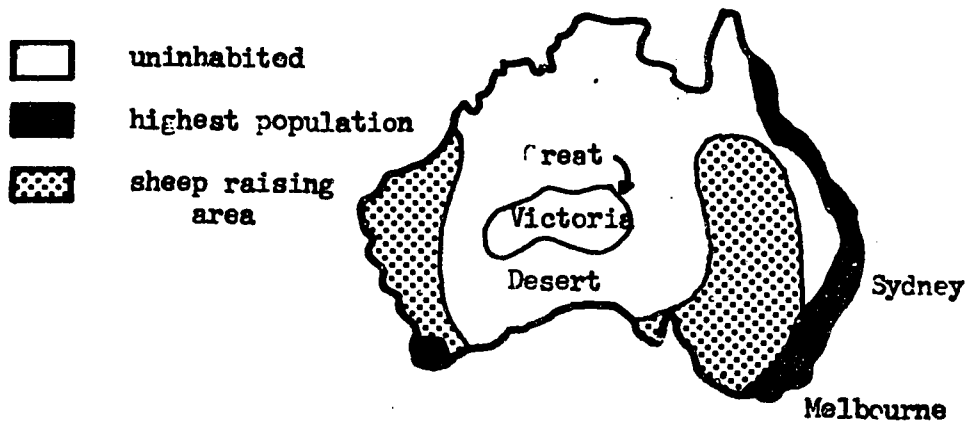 uninhabited
highest population
sheep raising
area
reat
Victoria
Desert
Sydney
Melbourne